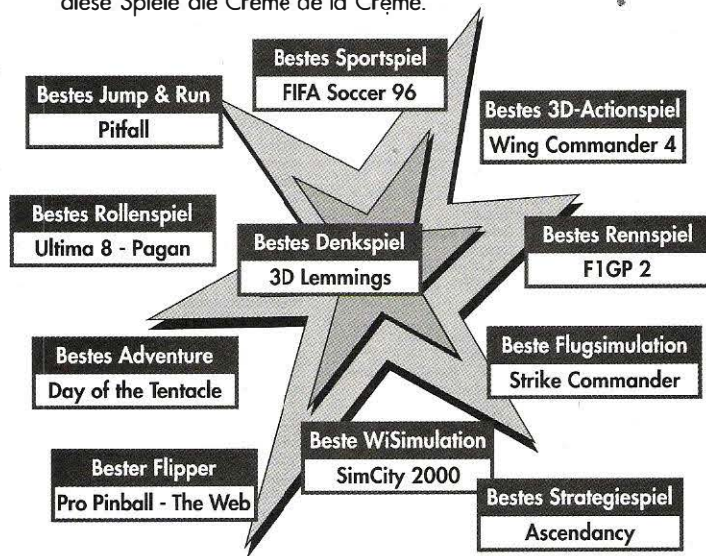 diese Spiele die Crème de la Crème.
Bestes Sportspiel
FIFA Soccer 96
Bestes Jump & Run
Pitfall
Bestes 3D-Actionspiel
Wing Commander 4
Bestes Rollenspiel
Ultima 8 - Pagan
Bestes Denkspiel
3D Lemmings
Bestes Rennspiel
F1GP 2
Bestes Adventure
Day of the Tentacle
Beste Flugsimulation
Strike Commander
Beste WiSimulation
SimCity 2000
Bester Flipper
Pro Pinball - The Web
Bestes Strategiespiel
Ascendancy